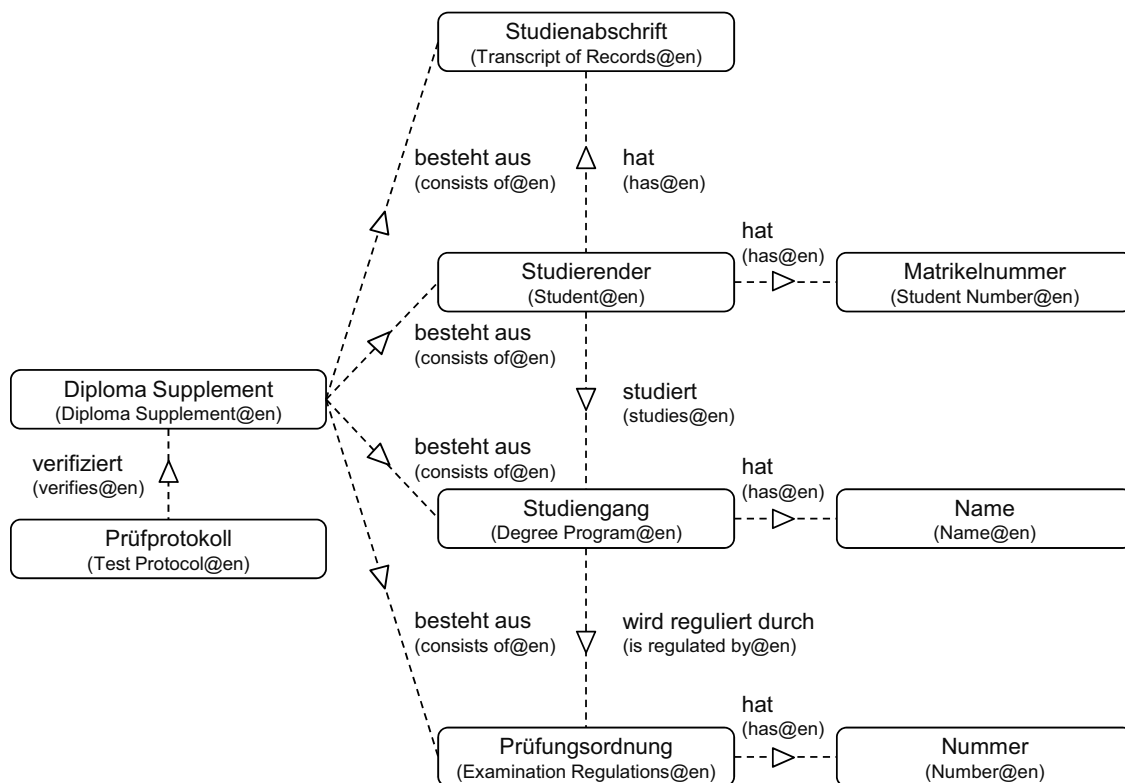 Studienabschrift
(Transcript of Records@en)
besteht aus
(consists of@en)
hat
(has@en)
hat
(has@en)
Studierender
(Student@en)
Matrikelnummer
(Student Number@en)
besteht aus
(consists of@en)
Diploma Supplement
(Diploma Supplement@en)
studiert
(studies@en)
verifiziert
(verifies@en)
besteht aus
(consists of@en)
hat
(has@en)
Studiengang
(Degree Program@en)
Name
(Name@en)
Prüfprotokoll
(Test Protocol@en)
besteht aus
(consists of@en)
wird reguliert durch
(is regulated by@en)
hat
(has@en)
Prüfungsordnung
(Examination Regulations@en)
Nummer
(Number@en)